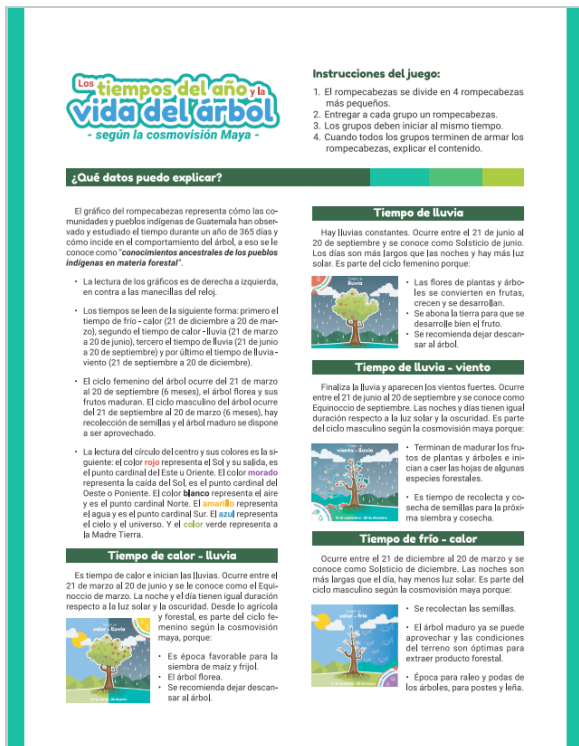 Los tiempos del año y la
vida del árbol
- según la cosmovisión Maya -
Instrucciones del juego:
1. El rompecabezas se divide en 4 rompecabezas
más pequeños.
2. Entregar a cada grupo un rompecabezas.
3. Los grupos deben iniciar al mismo tiempo.
4. Cuando todos los grupos terminen de armar los
rompecabezas, explicar el contenido.
¿Qué datos puedo explicar?
El gráfico del rompecabezas representa cómo las co-
munidades y pueblos indígenas de Guatemala han obser-
vado y estudiado el tiempo durante un año de 365 días y
cómo incide en el comportamiento del árbol, a eso se le
conoce como "conocimientos ancestrales de los pueblos
indígenas en materia forestal".
• La lectura de los gráficos es de derecha a izquierda,
en contra a las manecillas del reloj.
• Los tiempos se leen de la siguiente forma: primero el
tiempo de frío - calor (21 de diciembre a 20 de mar-
zo), segundo el tiempo de calor - lluvia (21 de marzo
a 20 de junio), tercero el tiempo de lluvia (21 de junio
a 20 de septiembre) y por último el tiempo de lluvia -
viento (21 de septiembre a 20 de diciembre).
• El ciclo femenino del árbol ocurre del 21 de marzo
al 20 de septiembre (6 meses), el árbol florea y sus
frutos maduran. El ciclo masculino del árbol ocurre
del 21 de septiembre al 20 de marzo (6 meses), hay
recolección de semillas y el árbol maduro se dispone
a ser aprovechado.
• La lectura del círculo del centro y sus colores es la si-
guiente: el color rojo representa el Sol y su salida, es
el punto cardinal del Este u Oriente. El color morado
representa la caída del Sol, es el punto cardinal del
Oeste o Poniente. El color blanco representa el aire
y es el punto cardinal Norte. El amarillo representa
el agua y es el punto cardinal Sur. El azul representa
el cielo y el universo. Y el color verde representa a
la Madre Tierra.
Tiempo de calor - lluvia
Es tiempo de calor e inician las lluvias. Ocurre entre el
21 de marzo al 20 de junio y se le conoce como el Equi-
noccio de marzo. La noche y el día tienen igual duración
respecto a la luz solar y la oscuridad. Desde lo agrícola
y forestal, es parte del ciclo fe-
menino según la cosmovisión
maya, porque:
calor - lluvia
• Es época favorable para la
siembra de maíz y frijol.
• El árbol florea.
• Se recomienda dejar descan-
sar al árbol.
Tiempo de lluvia
Hay lluvias constantes. Ocurre entre el 21 de junio al
20 de septiembre y se conoce como Solsticio de junio.
Los días son más largos que las noches y hay más luz
solar. Es parte del ciclo femenino porque:
lluvia
• Las flores de plantas y árbo-
les se convierten en frutas,
crecen y se desarrollan.
• Se abona la tierra para que se
desarrolle bien el fruto.
• Se recomienda dejar descan-
sar al árbol.
Tiempo de lluvia - viento
Finaliza la lluvia y aparecen los vientos fuertes. Ocurre
entre el 21 de junio al 20 de septiembre y se conoce como
Equinoccio de septiembre. Las noches y días tienen igual
duración respecto a la luz solar y la oscuridad. Es parte
del ciclo masculino según la cosmovisión maya porque:
viento - lluvia
• Terminan de madurar los fru-
tos de plantas y árboles e ini-
cian a caer las hojas de algunas
especies forestales.
• Es tiempo de recolecta y co-
secha de semillas para la próxi-
ma siembra y cosecha.
Tiempo de frío - calor
Ocurre entre el 21 de diciembre al 20 de marzo y se
conoce como Solsticio de diciembre. Las noches son
más largas que el día, hay menos luz solar. Es parte del
ciclo masculino según la cosmovisión maya porque:
calor - frío
• Se recolectan las semillas.
• El árbol maduro ya se puede
aprovechar y las condiciones
del terreno son óptimas para
extraer producto forestal.
• Época para raleo y podas de
los árboles, para postes y leña.